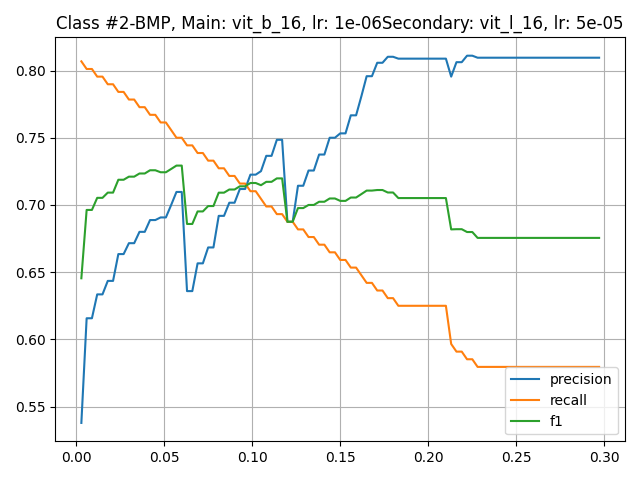 Class #2-BMP, Main: vit_b_16, lr: 1e-06Secondary: vit_l_16, lr: 5e-05
0.80
0.75
0.70
0.65
0.60
0.55
0.00 0.05 0.10 0.15 0.20 0.25 0.30
precision
recall
f1